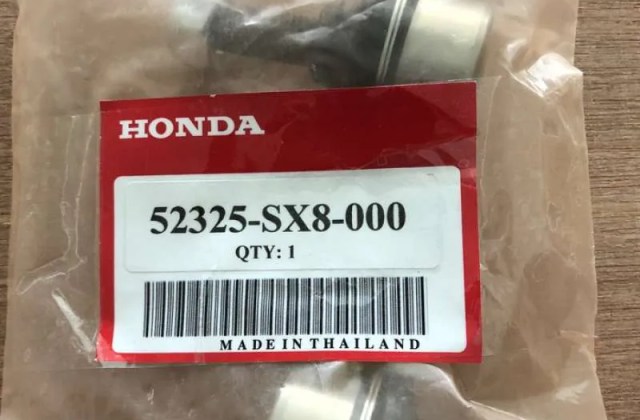 HONDA
52325-SX8-000
QTY: 1
MADE IN THAILAND